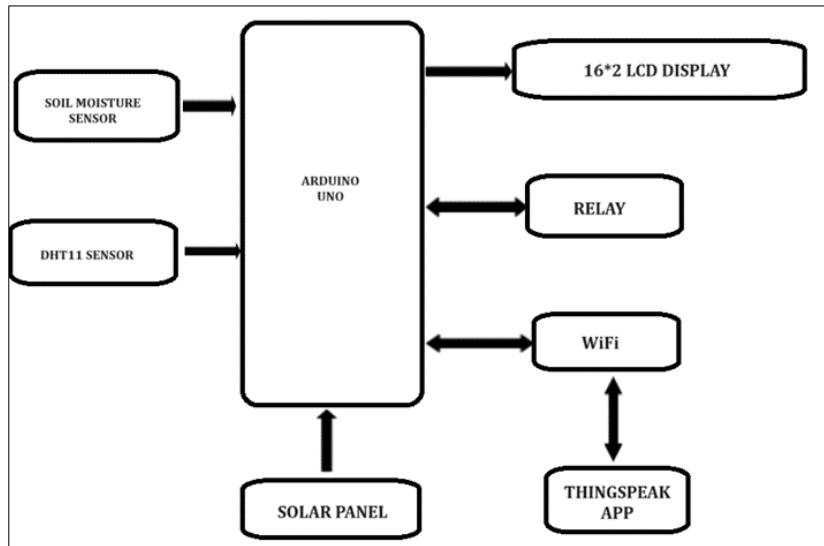 16*2 LCD DISPLAY
SOIL MOISTURE
SENSOR
ARDUINO
UNO
RELAY
DHT11 SENSOR
WiFi
SOLAR PANEL
THINGSPEAK
APP